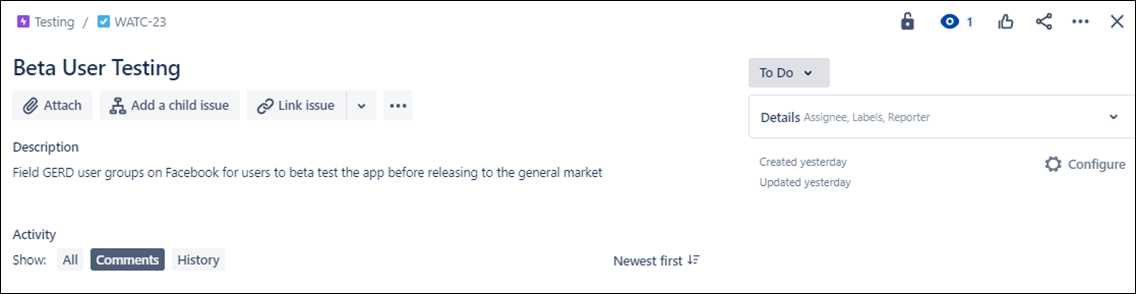 Testing / WATC-23
1
Beta User Testing
To Do
Attach Add a child issue Link issue
Details Assignee, Labels, Reporter
Description
Field GERD user groups on Facebook for users to beta test the app before releasing to the general market
Created yesterday
Updated yesterday
Configure
Activity
Show: All Comments History Newest first